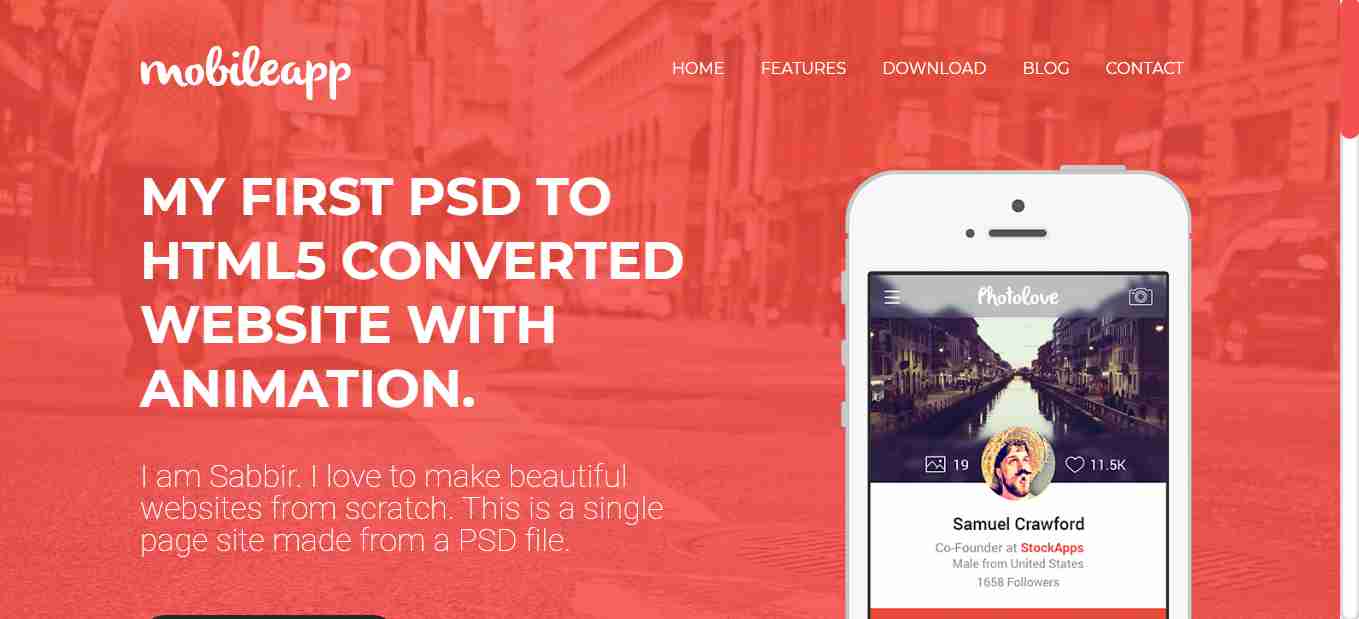 mobileapp
HOME FEATURES DOWNLOAD BLOG CONTACT
MY FIRST PSD TO
HTML5 CONVERTED
WEBSITE WITH
ANIMATION.
I am Sabbir. I love to make beautiful
websites from scratch. This is a single
page site made from a PSD file.
Photolove
19
11.5K
Samuel Crawford
Co-Founder at StockApps
Male from United States
1658 Followers